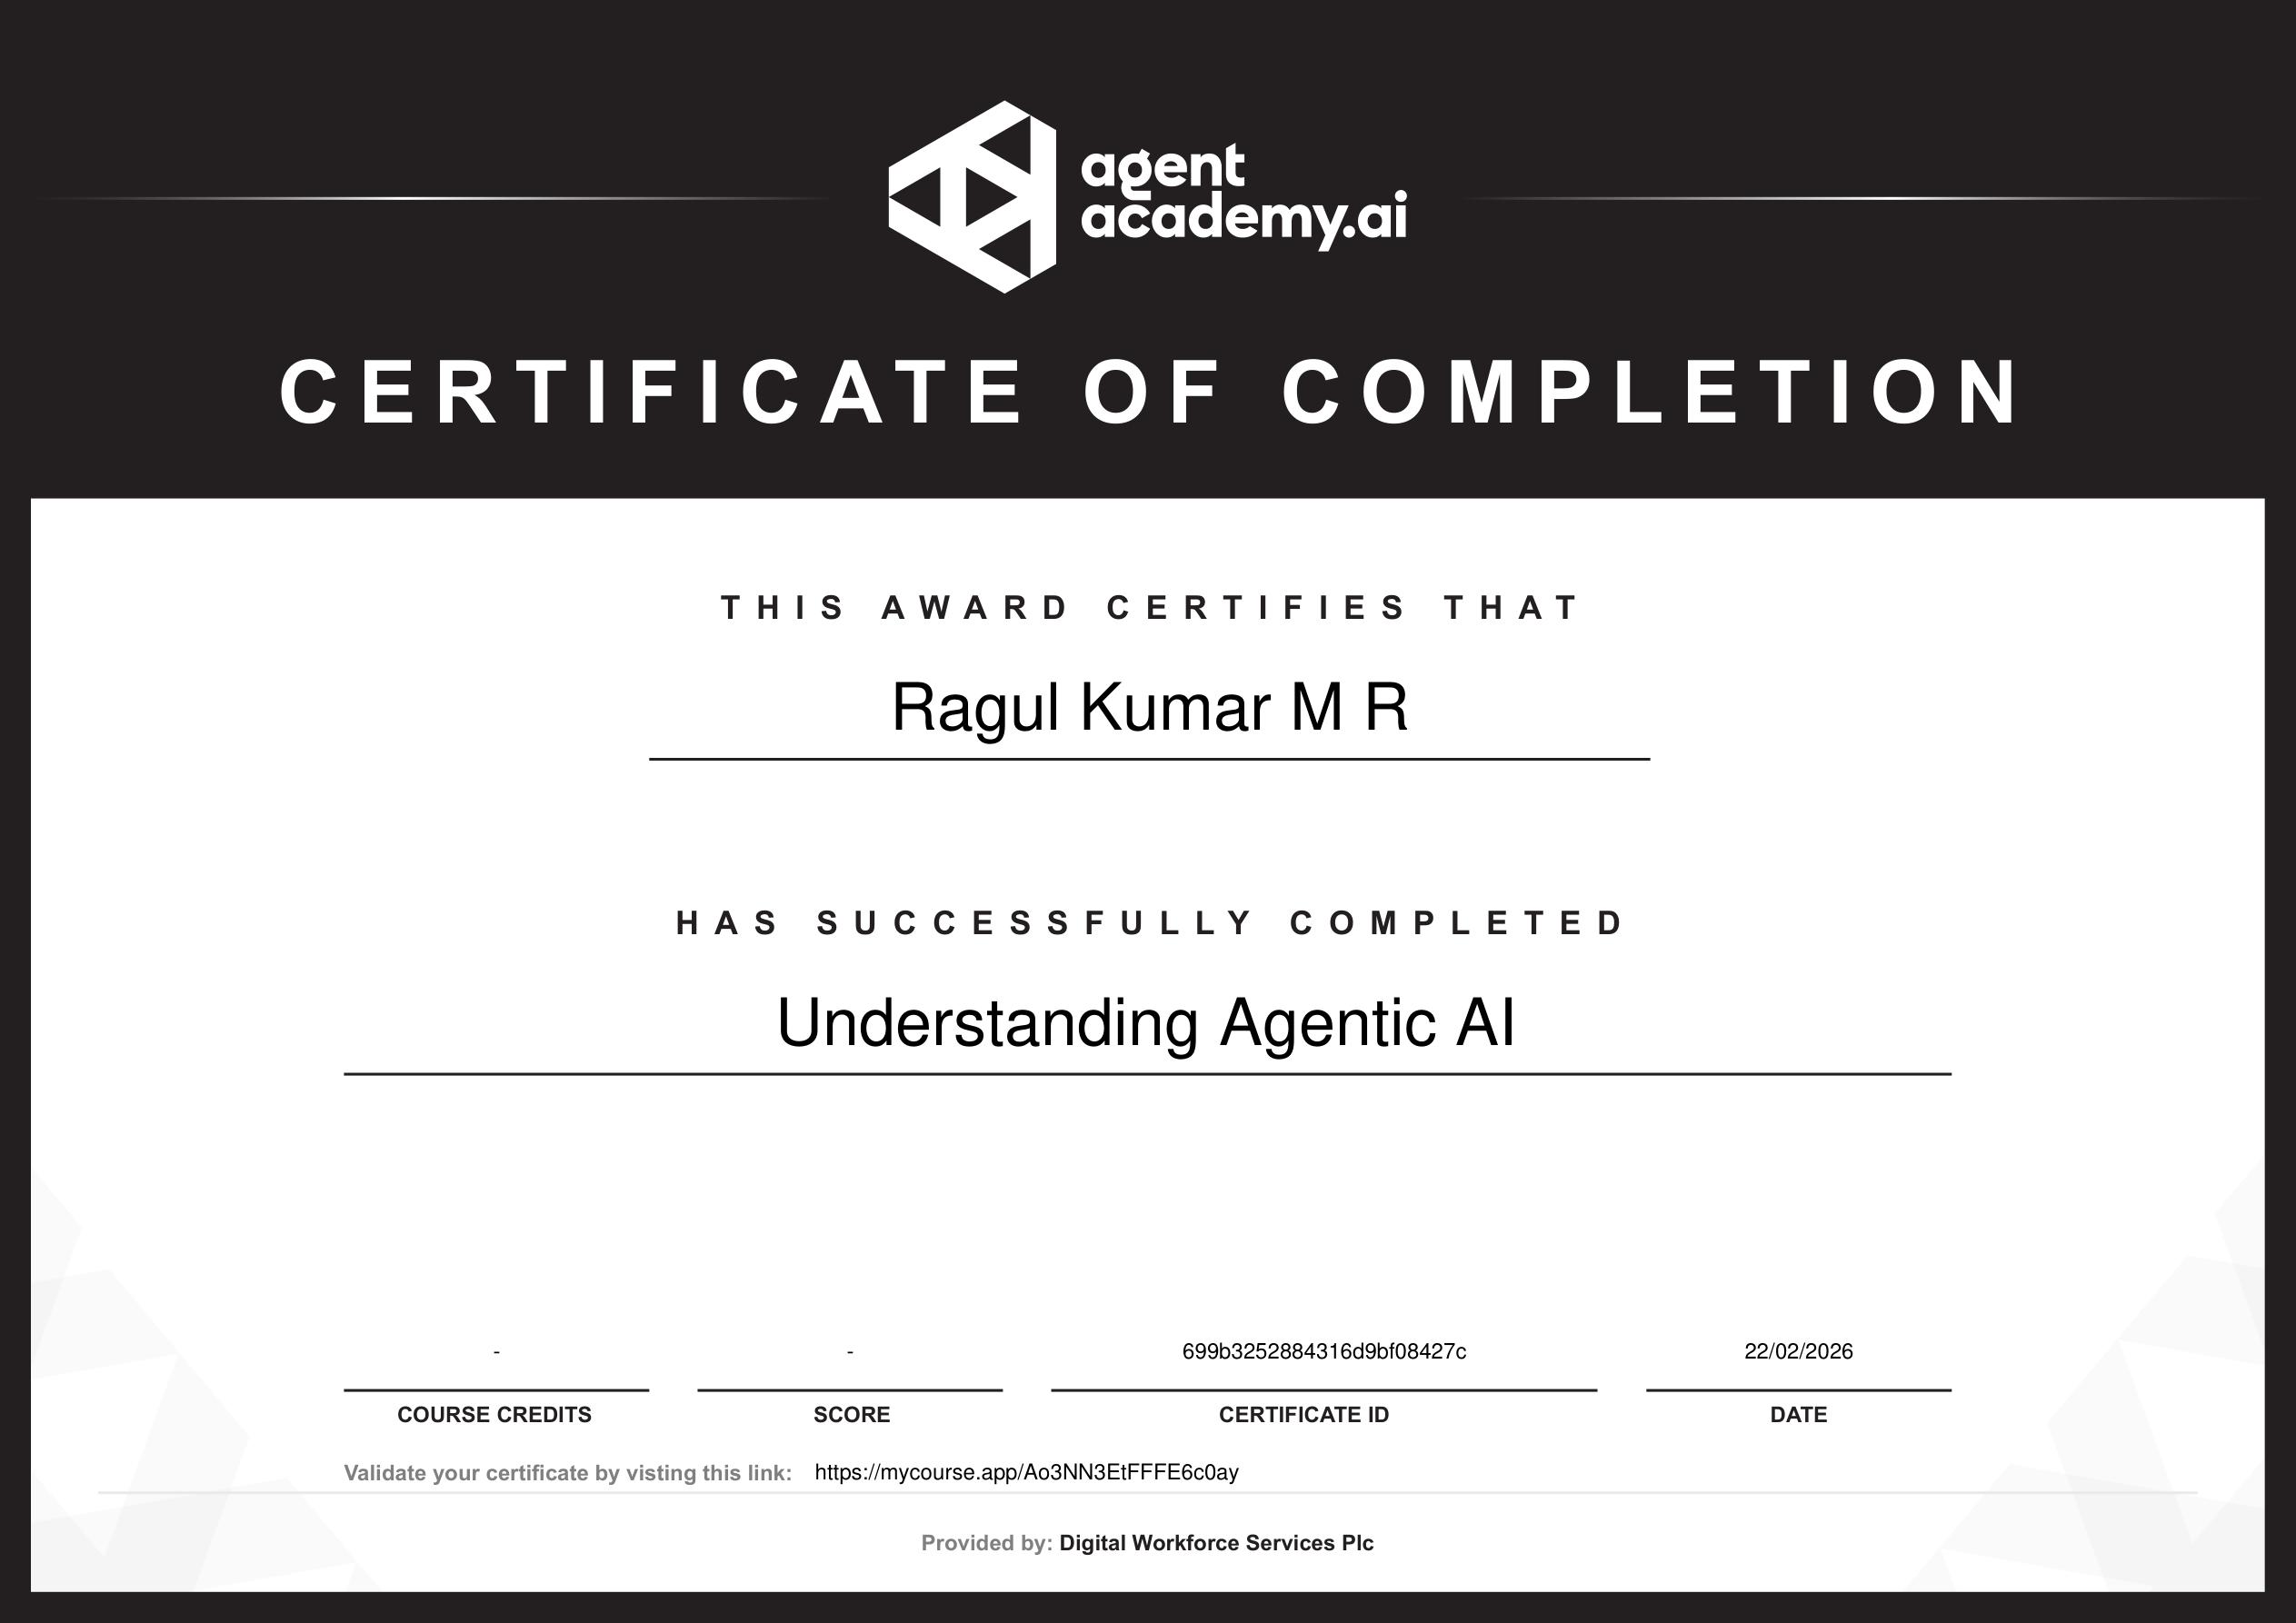 agent
academy.ai
CERTIFICATE OF COMPLETION
THIS AWARD CERTIFIES THAT
Ragul Kumar M R
HAS SUCCESSFULLY COMPLETED
Understanding Agentic AI
- - 699b3252884316d9bf08427c 22/02/2026
COURSE CREDITS SCORE CERTIFICATE ID DATE
Validate your certificate by visting this link: https://mycourse.app/Ao3NN3EtFFFE6c0ay
Provided by: Digital Workforce Services Plc